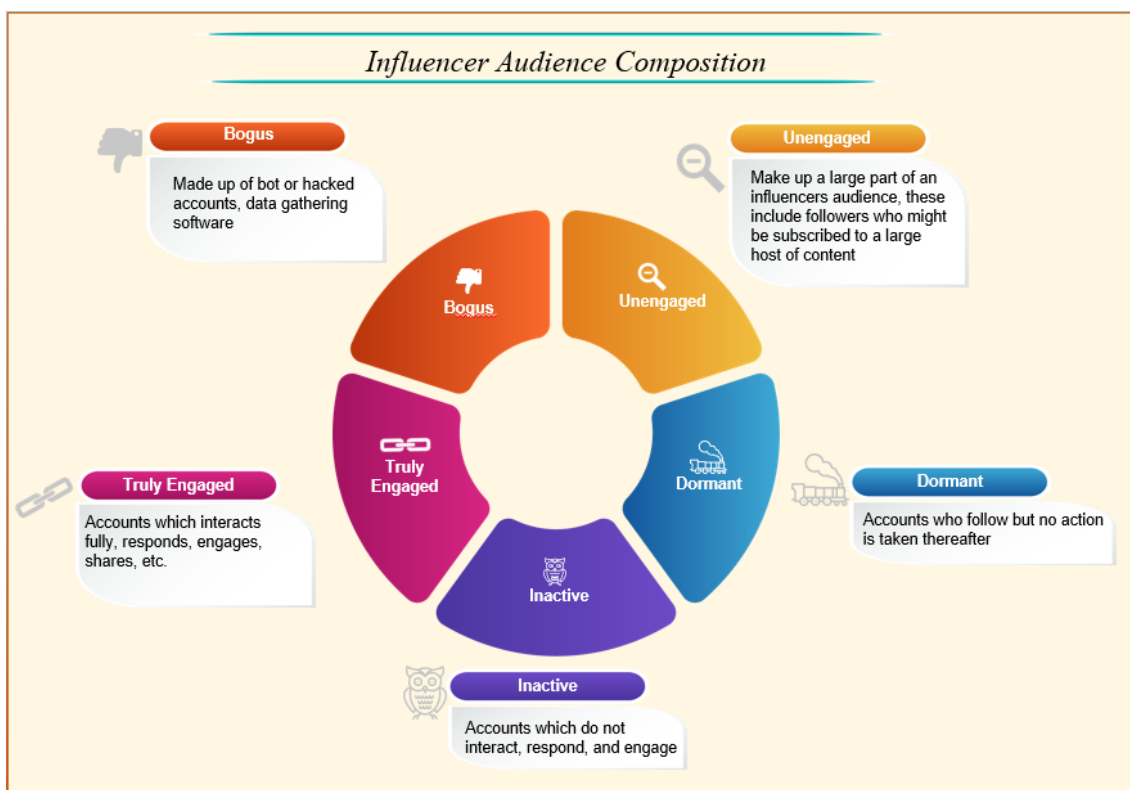 Influencer Audience Composition
Bogus
Made up of bot or hacked
accounts, data gathering
software
Unengaged
Make up a large part of an
influencers audience, these
include followers who might
be subscribed to a large
host of content
Bogus
Unengaged
Truly
Engaged
Dormant
Inactive
Truly Engaged
Accounts which interacts
fully, responds, engages,
shares, etc.
Dormant
Accounts who follow but no action
is taken thereafter
Inactive
Accounts which do not
interact, respond, and engage